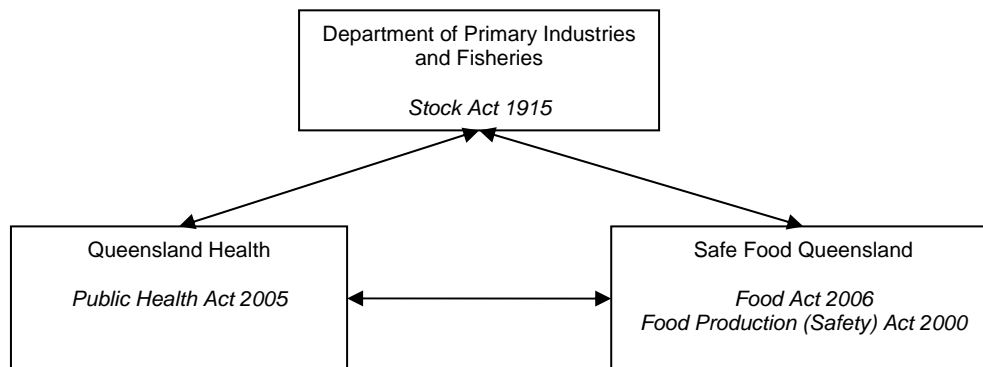 Department of Primary Industries
and Fisheries
Stock Act 1915
Queensland Health
Public Health Act 2005
Safe Food Queensland
Food Act 2006
Food Production (Safety) Act 2000